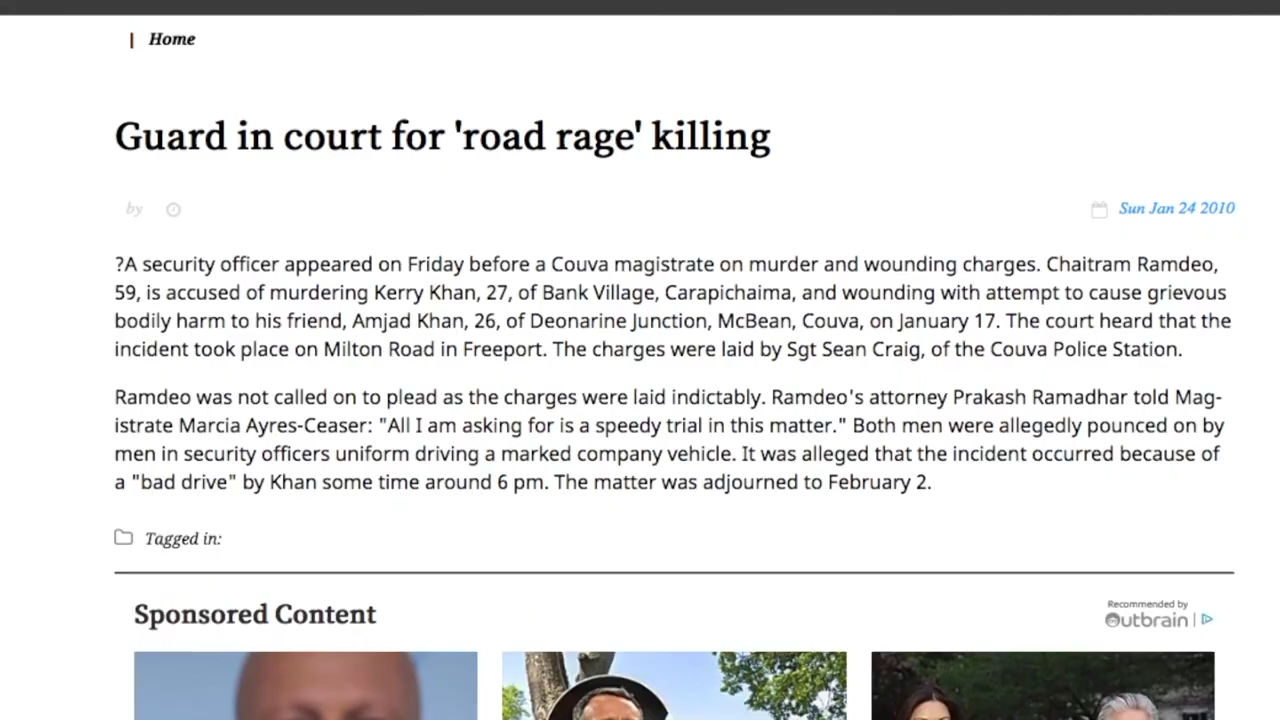 | Home
Guard in court for 'road rage' killing
by
Sun Jan 24 2010
?A security officer appeared on Friday before a Couva magistrate on murder and wounding charges. Chaitram Ramdeo,
59, is accused of murdering Kerry Khan, 27, of Bank Village, Carapichaima, and wounding with attempt to cause grievous
bodily harm to his friend, Amjad Khan, 26, of Deonarine Junction, McBean, Couva, on January 17. The court heard that the
incident took place on Milton Road in Freeport. The charges were laid by Sgt Sean Craig, of the Couva Police Station.
Ramdeo was not called on to plead as the charges were laid indictably. Ramdeo's attorney Prakash Ramadhar told Mag-
istrate Marcia Ayres-Ceaser: "All I am asking for is a speedy trial in this matter." Both men were allegedly pounced on by
men in security officers uniform driving a marked company vehicle. It was alleged that the incident occurred because of
a "bad drive" by Khan some time around 6 pm. The matter was adjourned to February 2.
Tagged in:
Sponsored Content
Recommended by
Outbrain